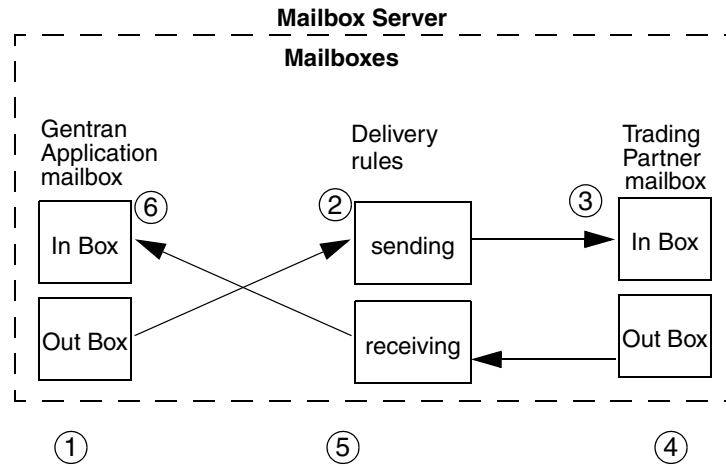 Mailbox Server
Mailboxes
Gentran
Application
mailbox
Delivery
rules
Trading
Partner
mailbox
6
2
3
In Box
sending
In Box
Out Box
receiving
Out Box
1
5
4